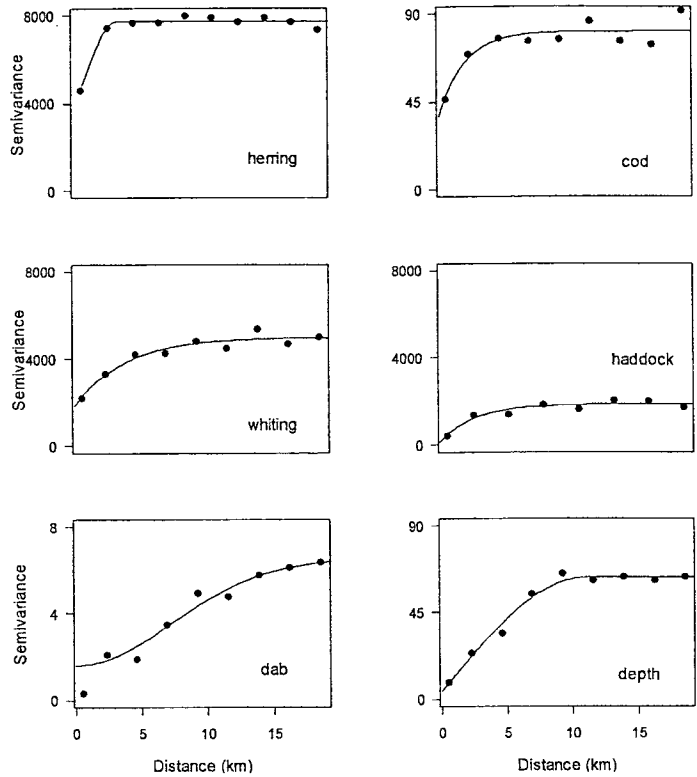 8000
4000
0
Semivariance
herring
90
45
0
cod
8000
4000
0
Semivariance
whiting
8000
4000
0
haddock
8
4
0
Semivariance
dab
0 5 10 15
Distance (km)
90
45
0
depth
0 5 10 15
Distance (km)